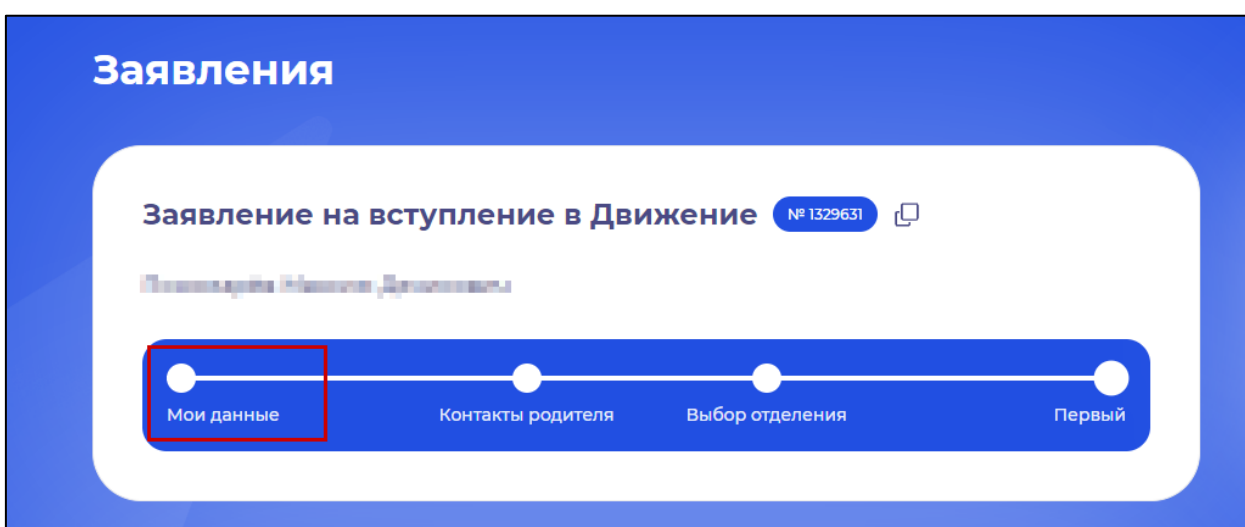 Заявления
Заявление на вступление в Движение № 1329631
Мои данные Контакты родителя Выбор отделения Первый